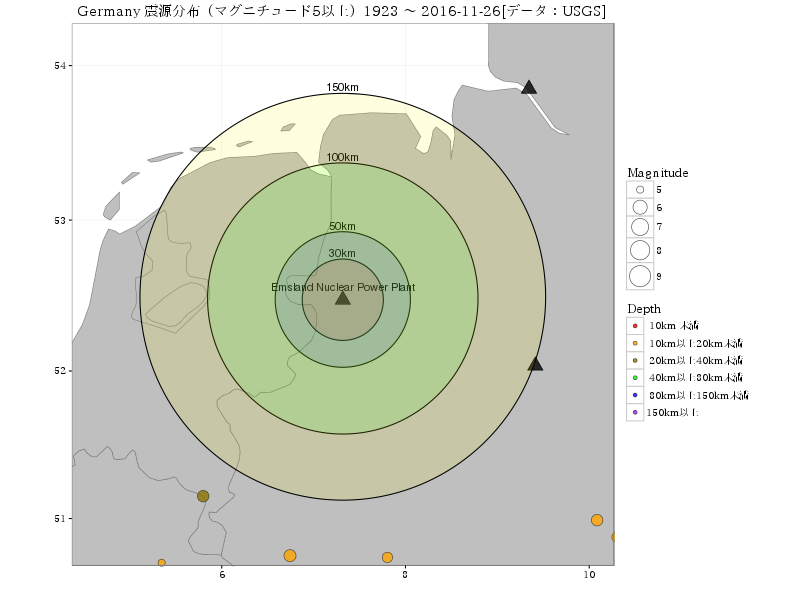 Germany 震源分布（マグニチュード5以上）1923 ～ 2016-11-26[データ：USGS]
54
53
52
51
6
8
10
150km
100km
50km
30km
Emsland Nuclear Power Plant
Magnitude
5
6
7
8
9
Depth
10km 未満
10km以上20km未満
20km以上40km未満
40km以上80km未満
80km以上150km未満
150km以上